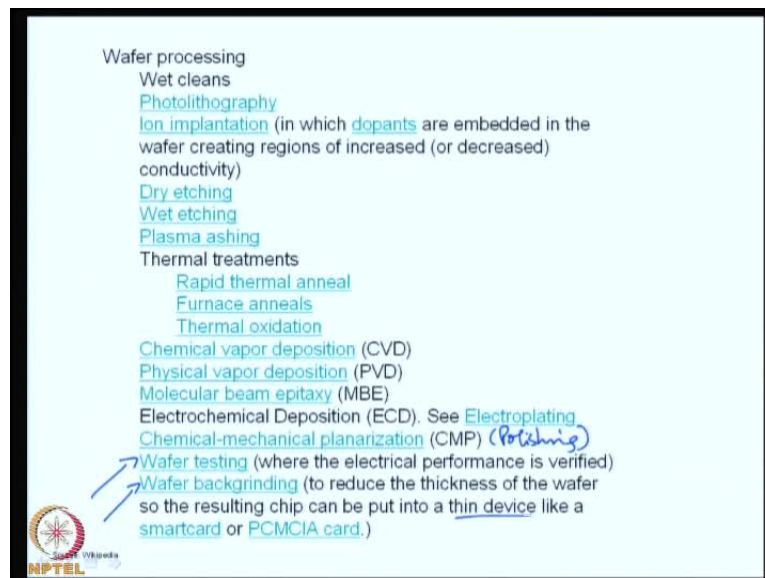 Wafer processing
Wet cleans
Photolithography
Ion implantation (in which dopants are embedded in the
wafer creating regions of increased (or decreased)
conductivity)
Dry etching
Wet etching
Plasma ashing
Thermal treatments
Rapid thermal anneal
Furnace anneals
Thermal oxidation
Chemical vapor deposition (CVD)
Physical vapor deposition (PVD)
Molecular beam epitaxy (MBE)
Electrochemical Deposition (ECD). See Electroplating
Chemical-mechanical planarization (CMP) (Polishing)
Wafer testing (where the electrical performance is verified)
Wafer backgrinding (to reduce the thickness of the wafer
so the resulting chip can be put into a thin device like a
smartcard or PCMCIA card.)
Source: Wikipedia
NPTEL